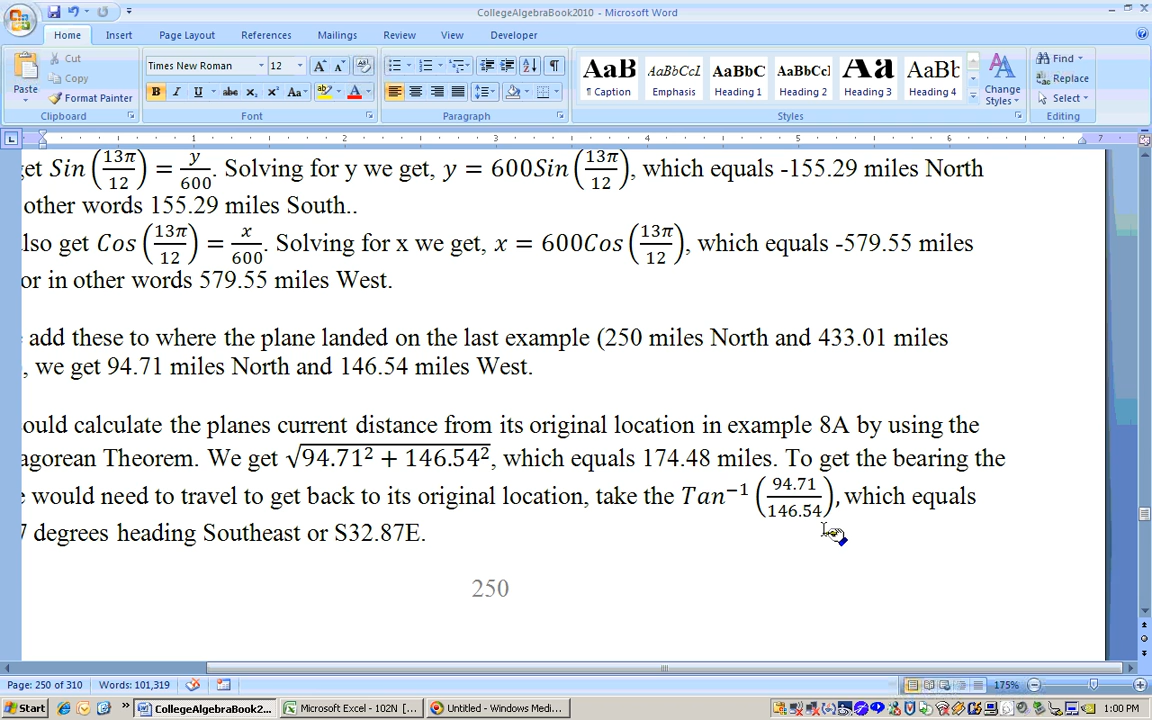 CollegeAlgebraBook2010 - Microsoft Word
Home Insert Page Layout References Mailings Review View Developer
Cut
Copy
Paste
Format Painter
Times New Roman 12
AaB AaBbCcL AaBbC AaBbCcI Aa AaBb
¶ Caption Emphasis Heading 1 Heading 2 Heading 3 Heading 4
Change Styles
Find
Replace
Select
Clipboard Font Paragraph Styles Editing
1 2 3 4 5 6 7
get Sin(13π/12) = y/600. Solving for y we get, y = 600Sin(13π/12), which equals -155.29 miles North
other words 155.29 miles South..
lso get Cos(13π/12) = x/600. Solving for x we get, x = 600Cos(13π/12), which equals -579.55 miles
or in other words 579.55 miles West.
add these to where the plane landed on the last example (250 miles North and 433.01 miles
, we get 94.71 miles North and 146.54 miles West.
ould calculate the planes current distance from its original location in example 8A by using the
agorean Theorem. We get √94.71² + 146.54², which equals 174.48 miles. To get the bearing the
e would need to travel to get back to its original location, take the Tan⁻¹(94.71/146.54), which equals
7 degrees heading Southeast or S32.87E.
250
Page: 250 of 310 Words: 101,319 175%
Start CollegeAlgebraBook2... Microsoft Excel - 102N [... Untitled - Windows Medi... 1:00 PM